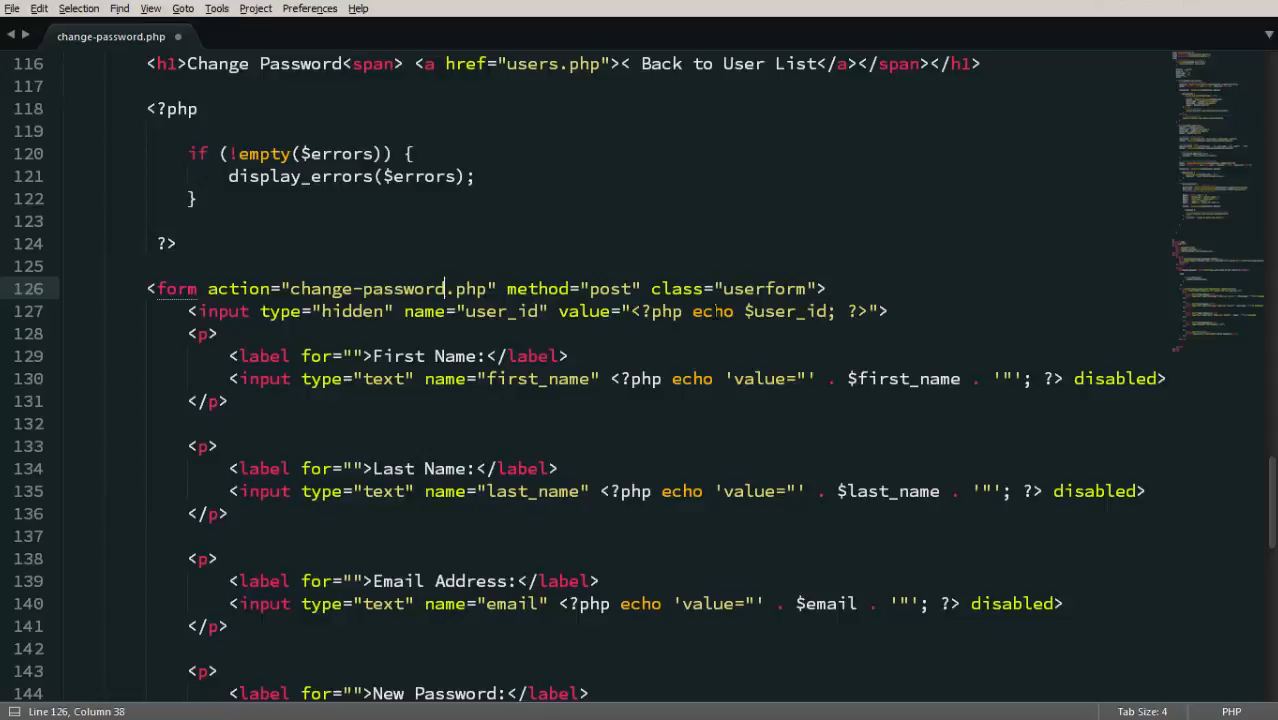 File Edit Selection Find View Goto Tools Project Preferences Help
change-password.php
116 <h1>Change Password<span> <a href="users.php">< Back to User List</a></span></h1>
117
118 <?php
119
120 if (!empty($errors)) {
121 display_errors($errors);
122 }
123
124 ?>
125
126 <form action="change-password.php" method="post" class="userform">
127 <input type="hidden" name="user_id" value="<?php echo $user_id; ?>">
128 <p>
129 <label for="">First Name:</label>
130 <input type="text" name="first_name" <?php echo 'value="' . $first_name . '"'; ?> disabled>
131 </p>
132
133 <p>
134 <label for="">Last Name:</label>
135 <input type="text" name="last_name" <?php echo 'value="' . $last_name . '"'; ?> disabled>
136 </p>
137
138 <p>
139 <label for="">Email Address:</label>
140 <input type="text" name="email" <?php echo 'value="' . $email . '"'; ?> disabled>
141 </p>
142
143 <p>
144 <label for="">New Password:</label>
Line 126, Column 38 Tab Size: 4 PHP